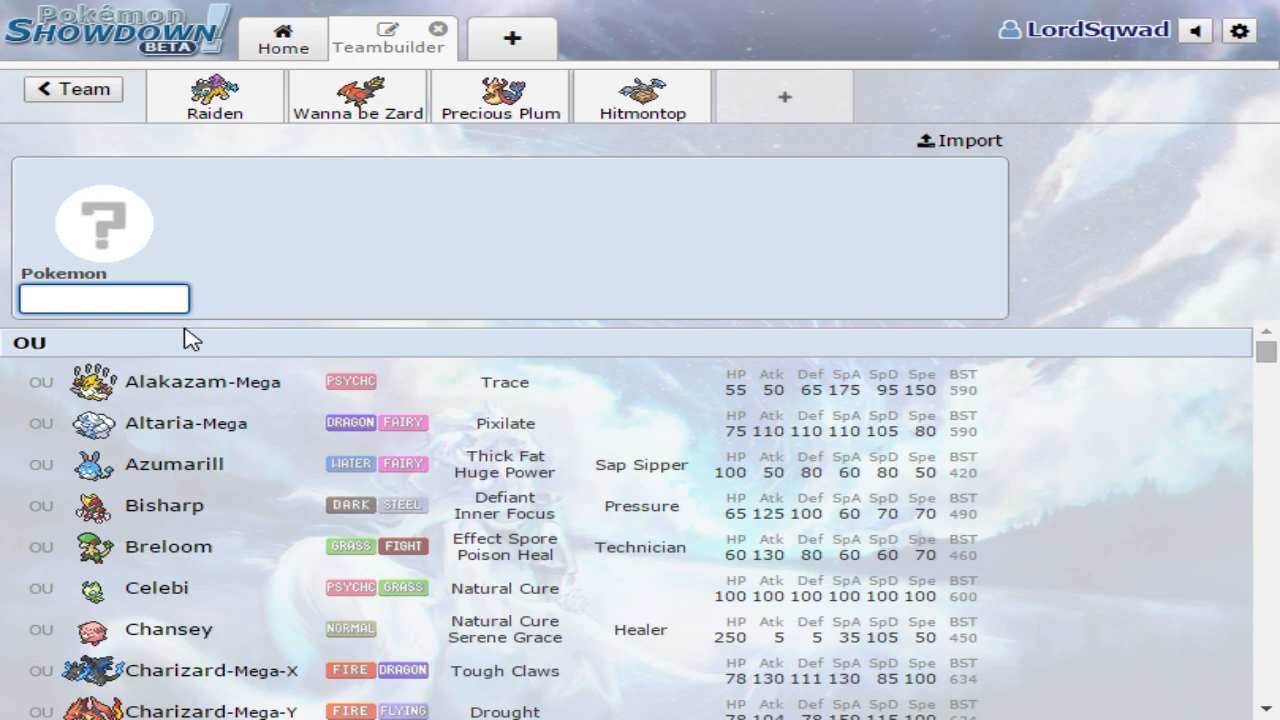 Pokémon
SHOWDOWN!
BETA
Home
Teambuilder
+
LordSqwad
Team
Raiden
Wanna be Zard
Precious Plum
Hitmontop
+
Import
?
Pokemon
OU
OU Alakazam-Mega PSYCHC Trace HP 55 Atk 50 Def 65 SpA 175 SpD 95 Spe 150 BST 590
OU Altaria-Mega DRAGON FAIRY Pixilate HP 75 Atk 110 Def 110 SpA 110 SpD 105 Spe 80 BST 590
OU Azumarill WATER FAIRY Thick Fat Huge Power Sap Sipper HP 100 Atk 50 Def 80 SpA 60 SpD 80 Spe 50 BST 420
OU Bisharp DARK STEEL Defiant Inner Focus Pressure HP 65 Atk 125 Def 100 SpA 60 SpD 70 Spe 70 BST 490
OU Breloom GRASS FIGHT Effect Spore Poison Heal Technician HP 60 Atk 130 Def 80 SpA 60 SpD 60 Spe 70 BST 460
OU Celebi PSYCHC GRASS Natural Cure HP 100 Atk 100 Def 100 SpA 100 SpD 100 Spe 100 BST 600
OU Chansey NORMAL Natural Cure Serene Grace Healer HP 250 Atk 5 Def 5 SpA 35 SpD 105 Spe 50 BST 450
OU Charizard-Mega-X FIRE DRAGON Tough Claws HP 78 Atk 130 Def 111 SpA 130 SpD 85 Spe 100 BST 634
OU Charizard-Mega-Y FIRE FLYING Drought HP 78 Atk 104 Def 78 SpA 159 SpD 115 Spe 100 BST 634